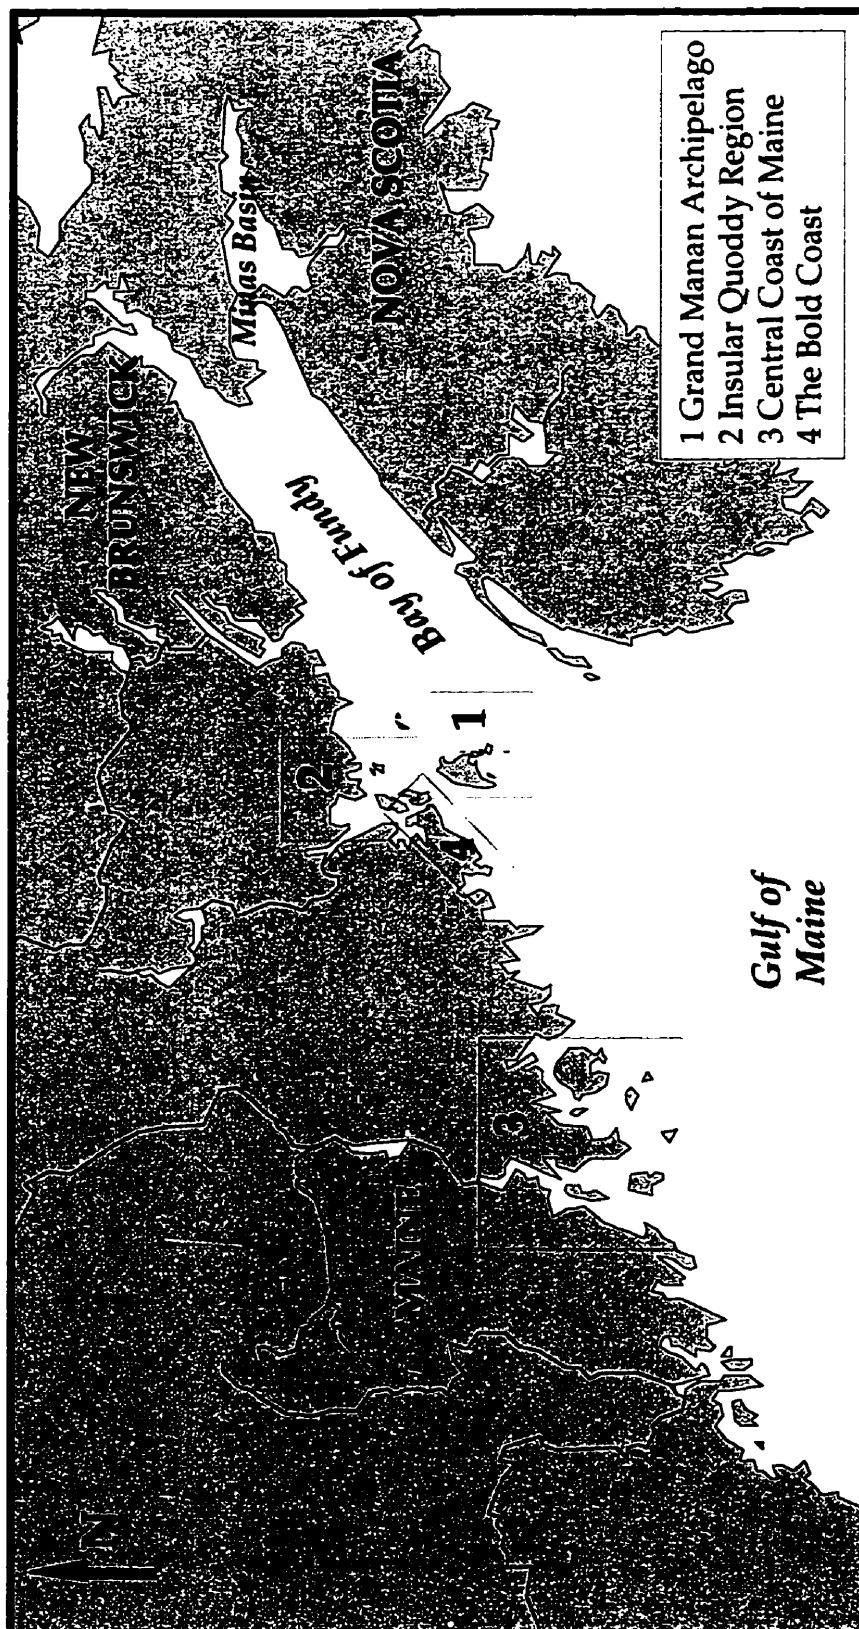 NEW
BRUNSWICK
Minas Basin
NOVA SCOTIA
Bay of Fundy
2
1
4
3
MAINE
N
Gulf of
Maine
1 Grand Manan Archipelago
2 Insular Quoddy Region
3 Central Coast of Maine
4 The Bold Coast